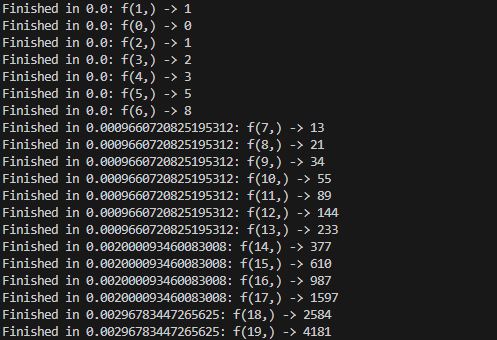 Finished in 0.0: f(1,) -> 1
Finished in 0.0: f(0,) -> 0
Finished in 0.0: f(2,) -> 1
Finished in 0.0: f(3,) -> 2
Finished in 0.0: f(4,) -> 3
Finished in 0.0: f(5,) -> 5
Finished in 0.0: f(6,) -> 8
Finished in 0.0009660720825195312: f(7,) -> 13
Finished in 0.0009660720825195312: f(8,) -> 21
Finished in 0.0009660720825195312: f(9,) -> 34
Finished in 0.0009660720825195312: f(10,) -> 55
Finished in 0.0009660720825195312: f(11,) -> 89
Finished in 0.0009660720825195312: f(12,) -> 144
Finished in 0.0009660720825195312: f(13,) -> 233
Finished in 0.002000093460083008: f(14,) -> 377
Finished in 0.002000093460083008: f(15,) -> 610
Finished in 0.002000093460083008: f(16,) -> 987
Finished in 0.002000093460083008: f(17,) -> 1597
Finished in 0.00296783447265625: f(18,) -> 2584
Finished in 0.00296783447265625: f(19,) -> 4181